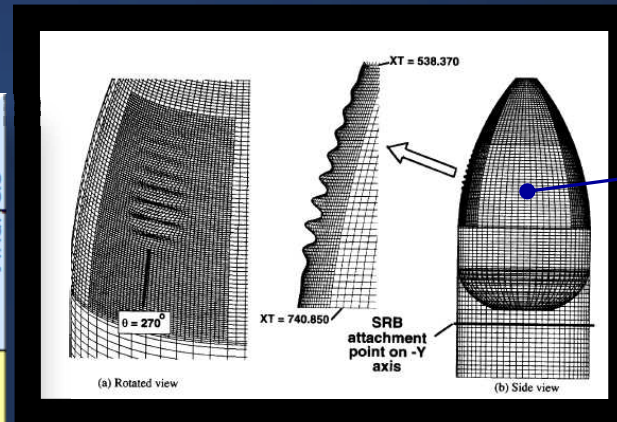 XT = 538.370
XT = 740.850
θ = 270°
SRB
attachment
point on -Y
axis
(a) Rotated view
(b) Side view